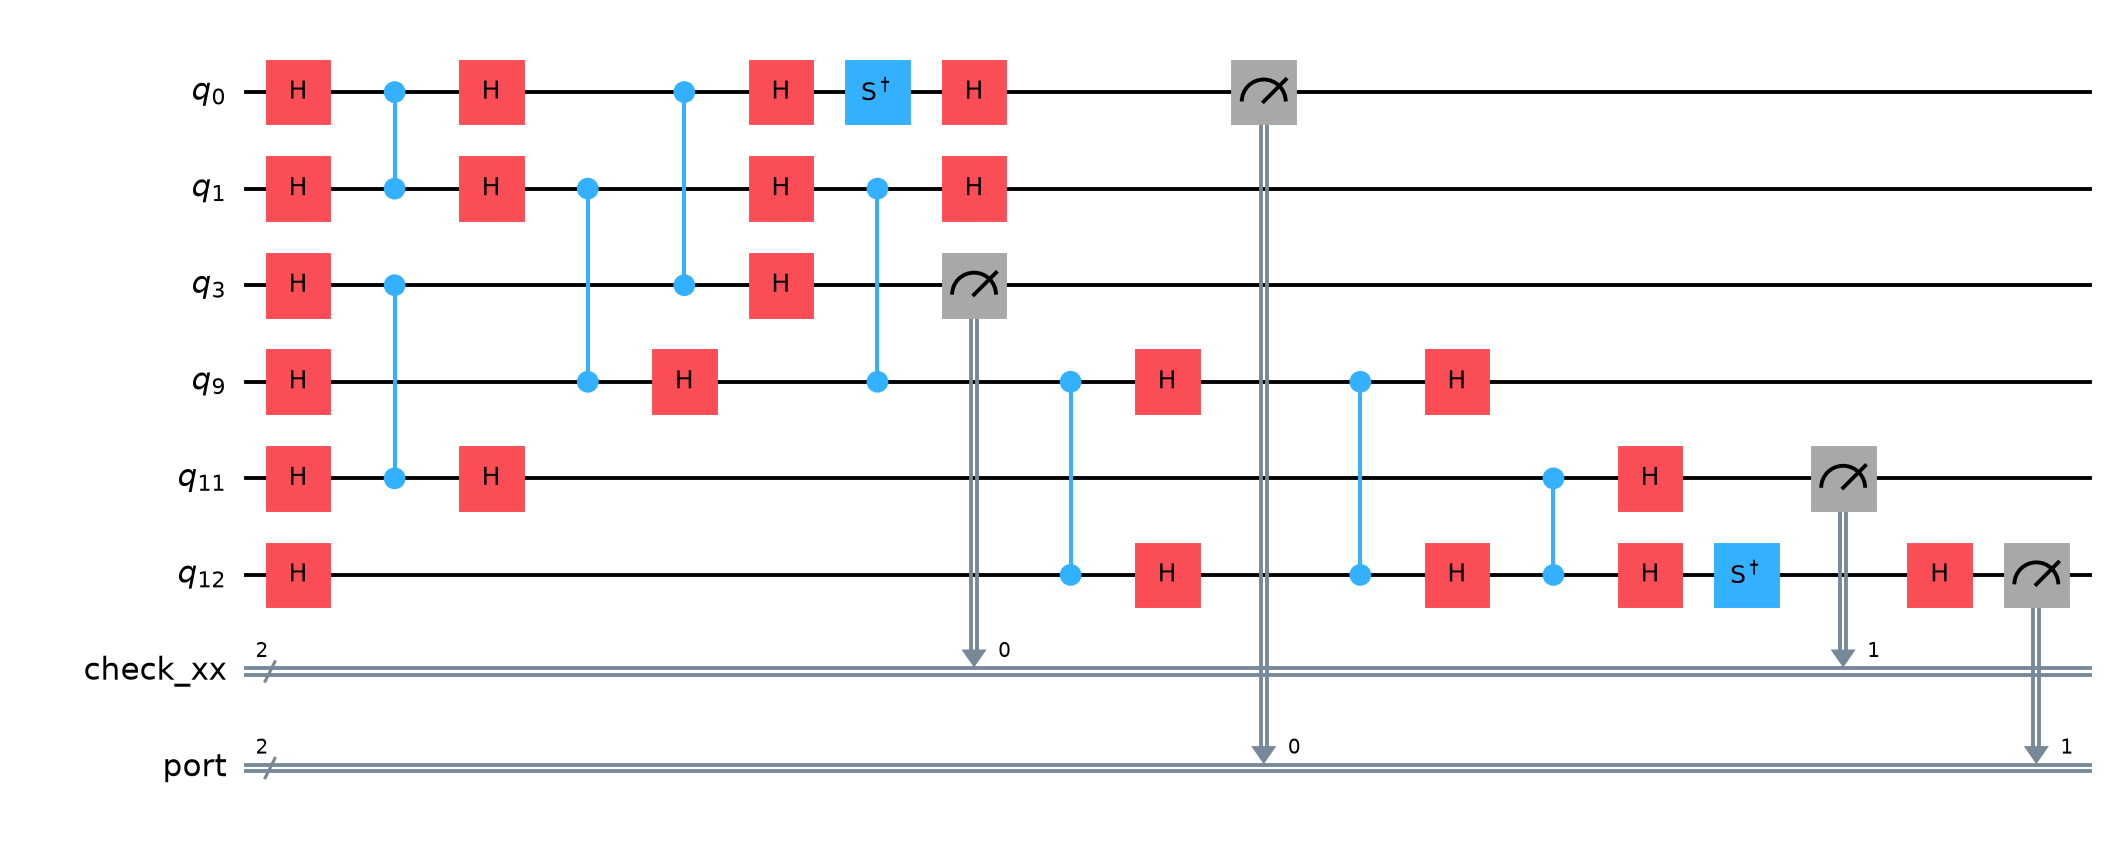 q0 H H H S† H
q1 H H H H
q3 H H
q9 H H H H
q11 H H H
q12 H H H H S† H
check_xx 2 0 1
port 2 0 1